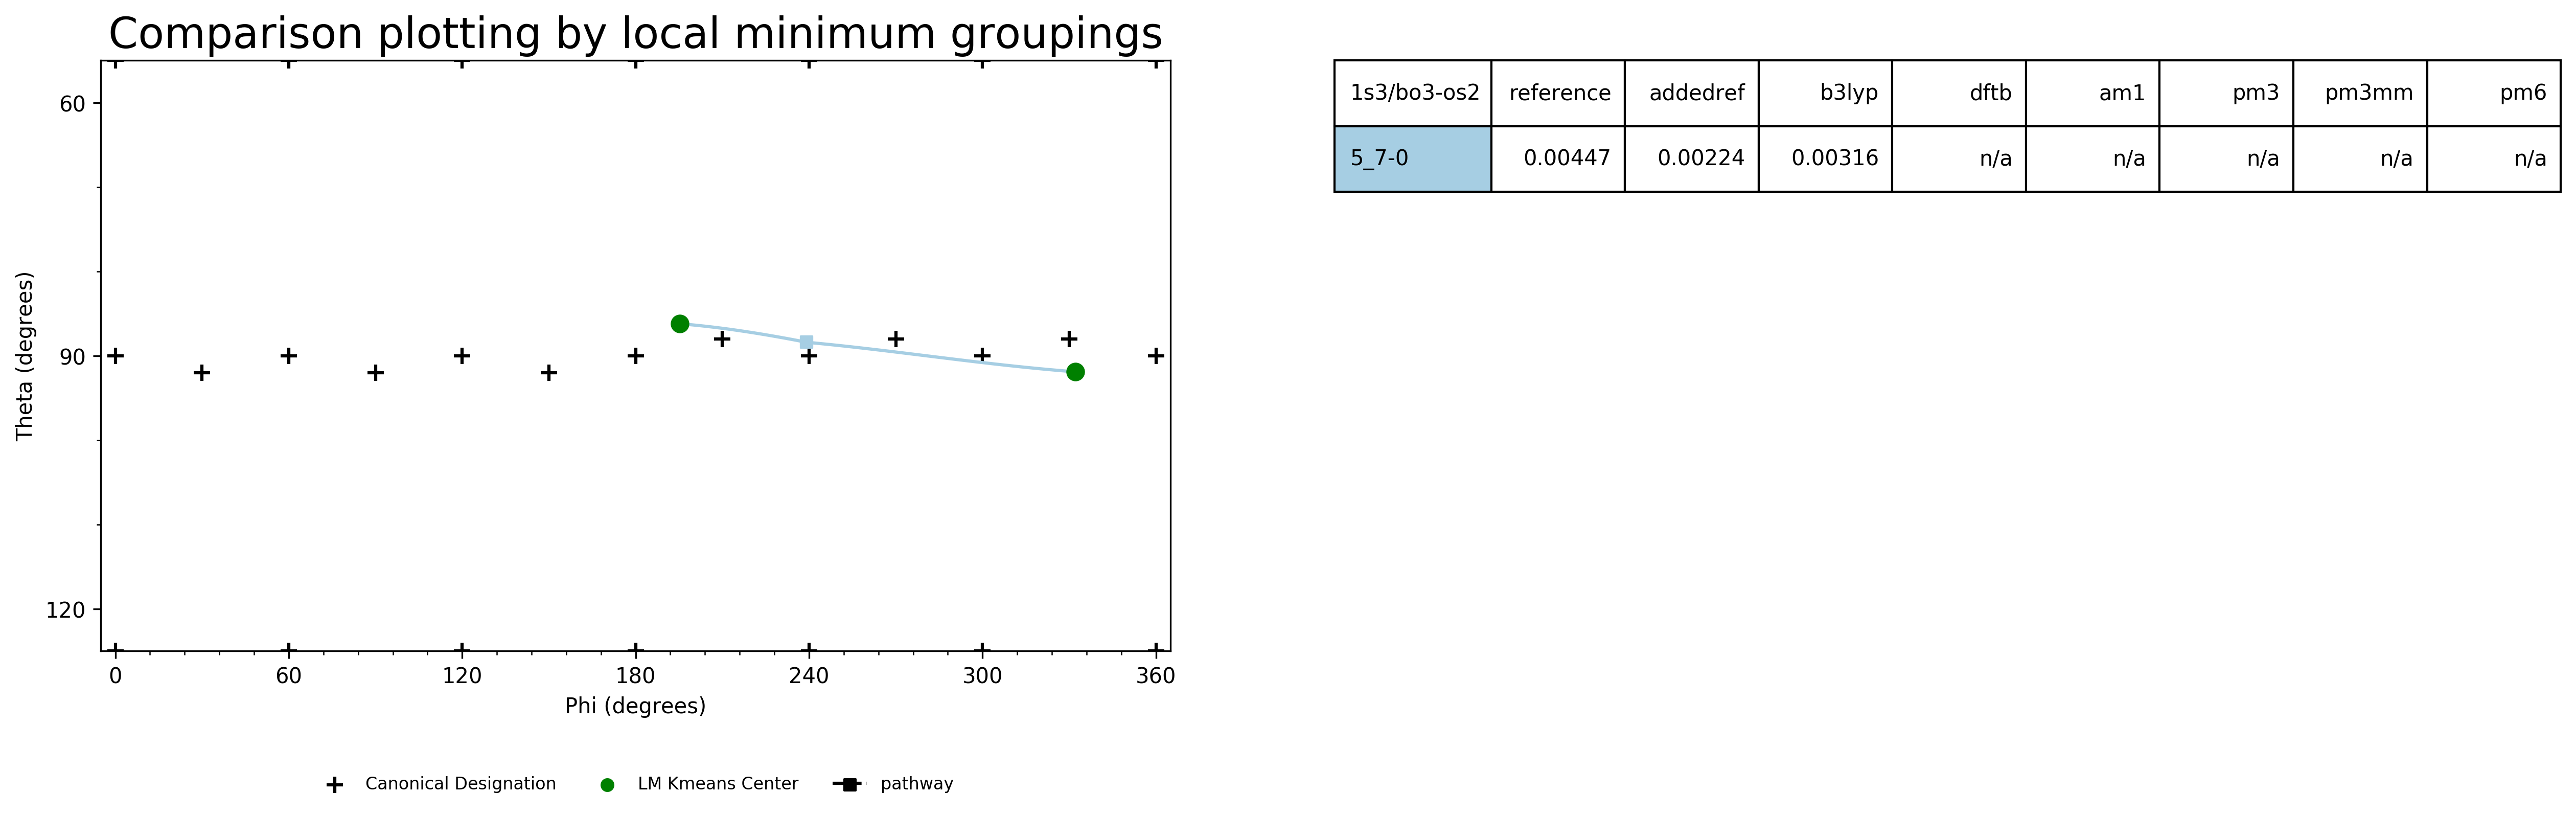 Comparison plotting by local minimum groupings
60
90
120
Theta (degrees)
0 60 120 180 240 300 360
Phi (degrees)
Canonical Designation LM Kmeans Center pathway
1s3/bo3-os2 reference addedref b3lyp dftb am1 pm3 pm3mm pm6
5_7-0 0.00447 0.00224 0.00316 n/a n/a n/a n/a n/a